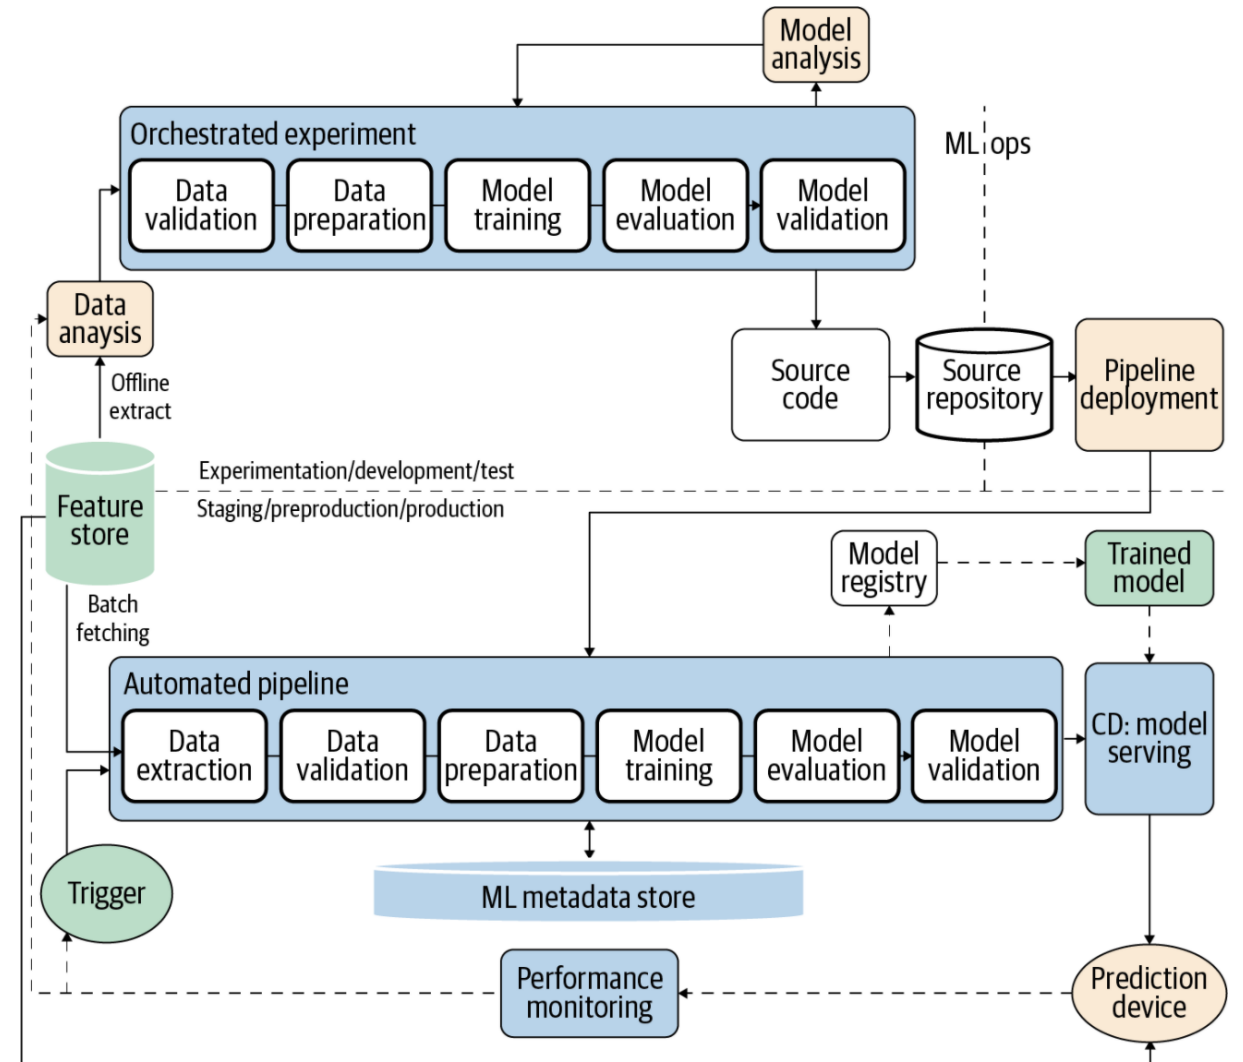 Model
analysis
Orchestrated experiment
Data
validation
Data
preparation
Model
training
Model
evaluation
Model
validation
ML ops
Data
anaysis
Offline
extract
Source
code
Source
repository
Pipeline
deployment
Experimentation/development/test
Staging/preproduction/production
Feature
store
Batch
fetching
Model
registry
Trained
model
Automated pipeline
Data
extraction
Data
validation
Data
preparation
Model
training
Model
evaluation
Model
validation
CD: model
serving
Trigger
ML metadata store
Performance
monitoring
Prediction
device